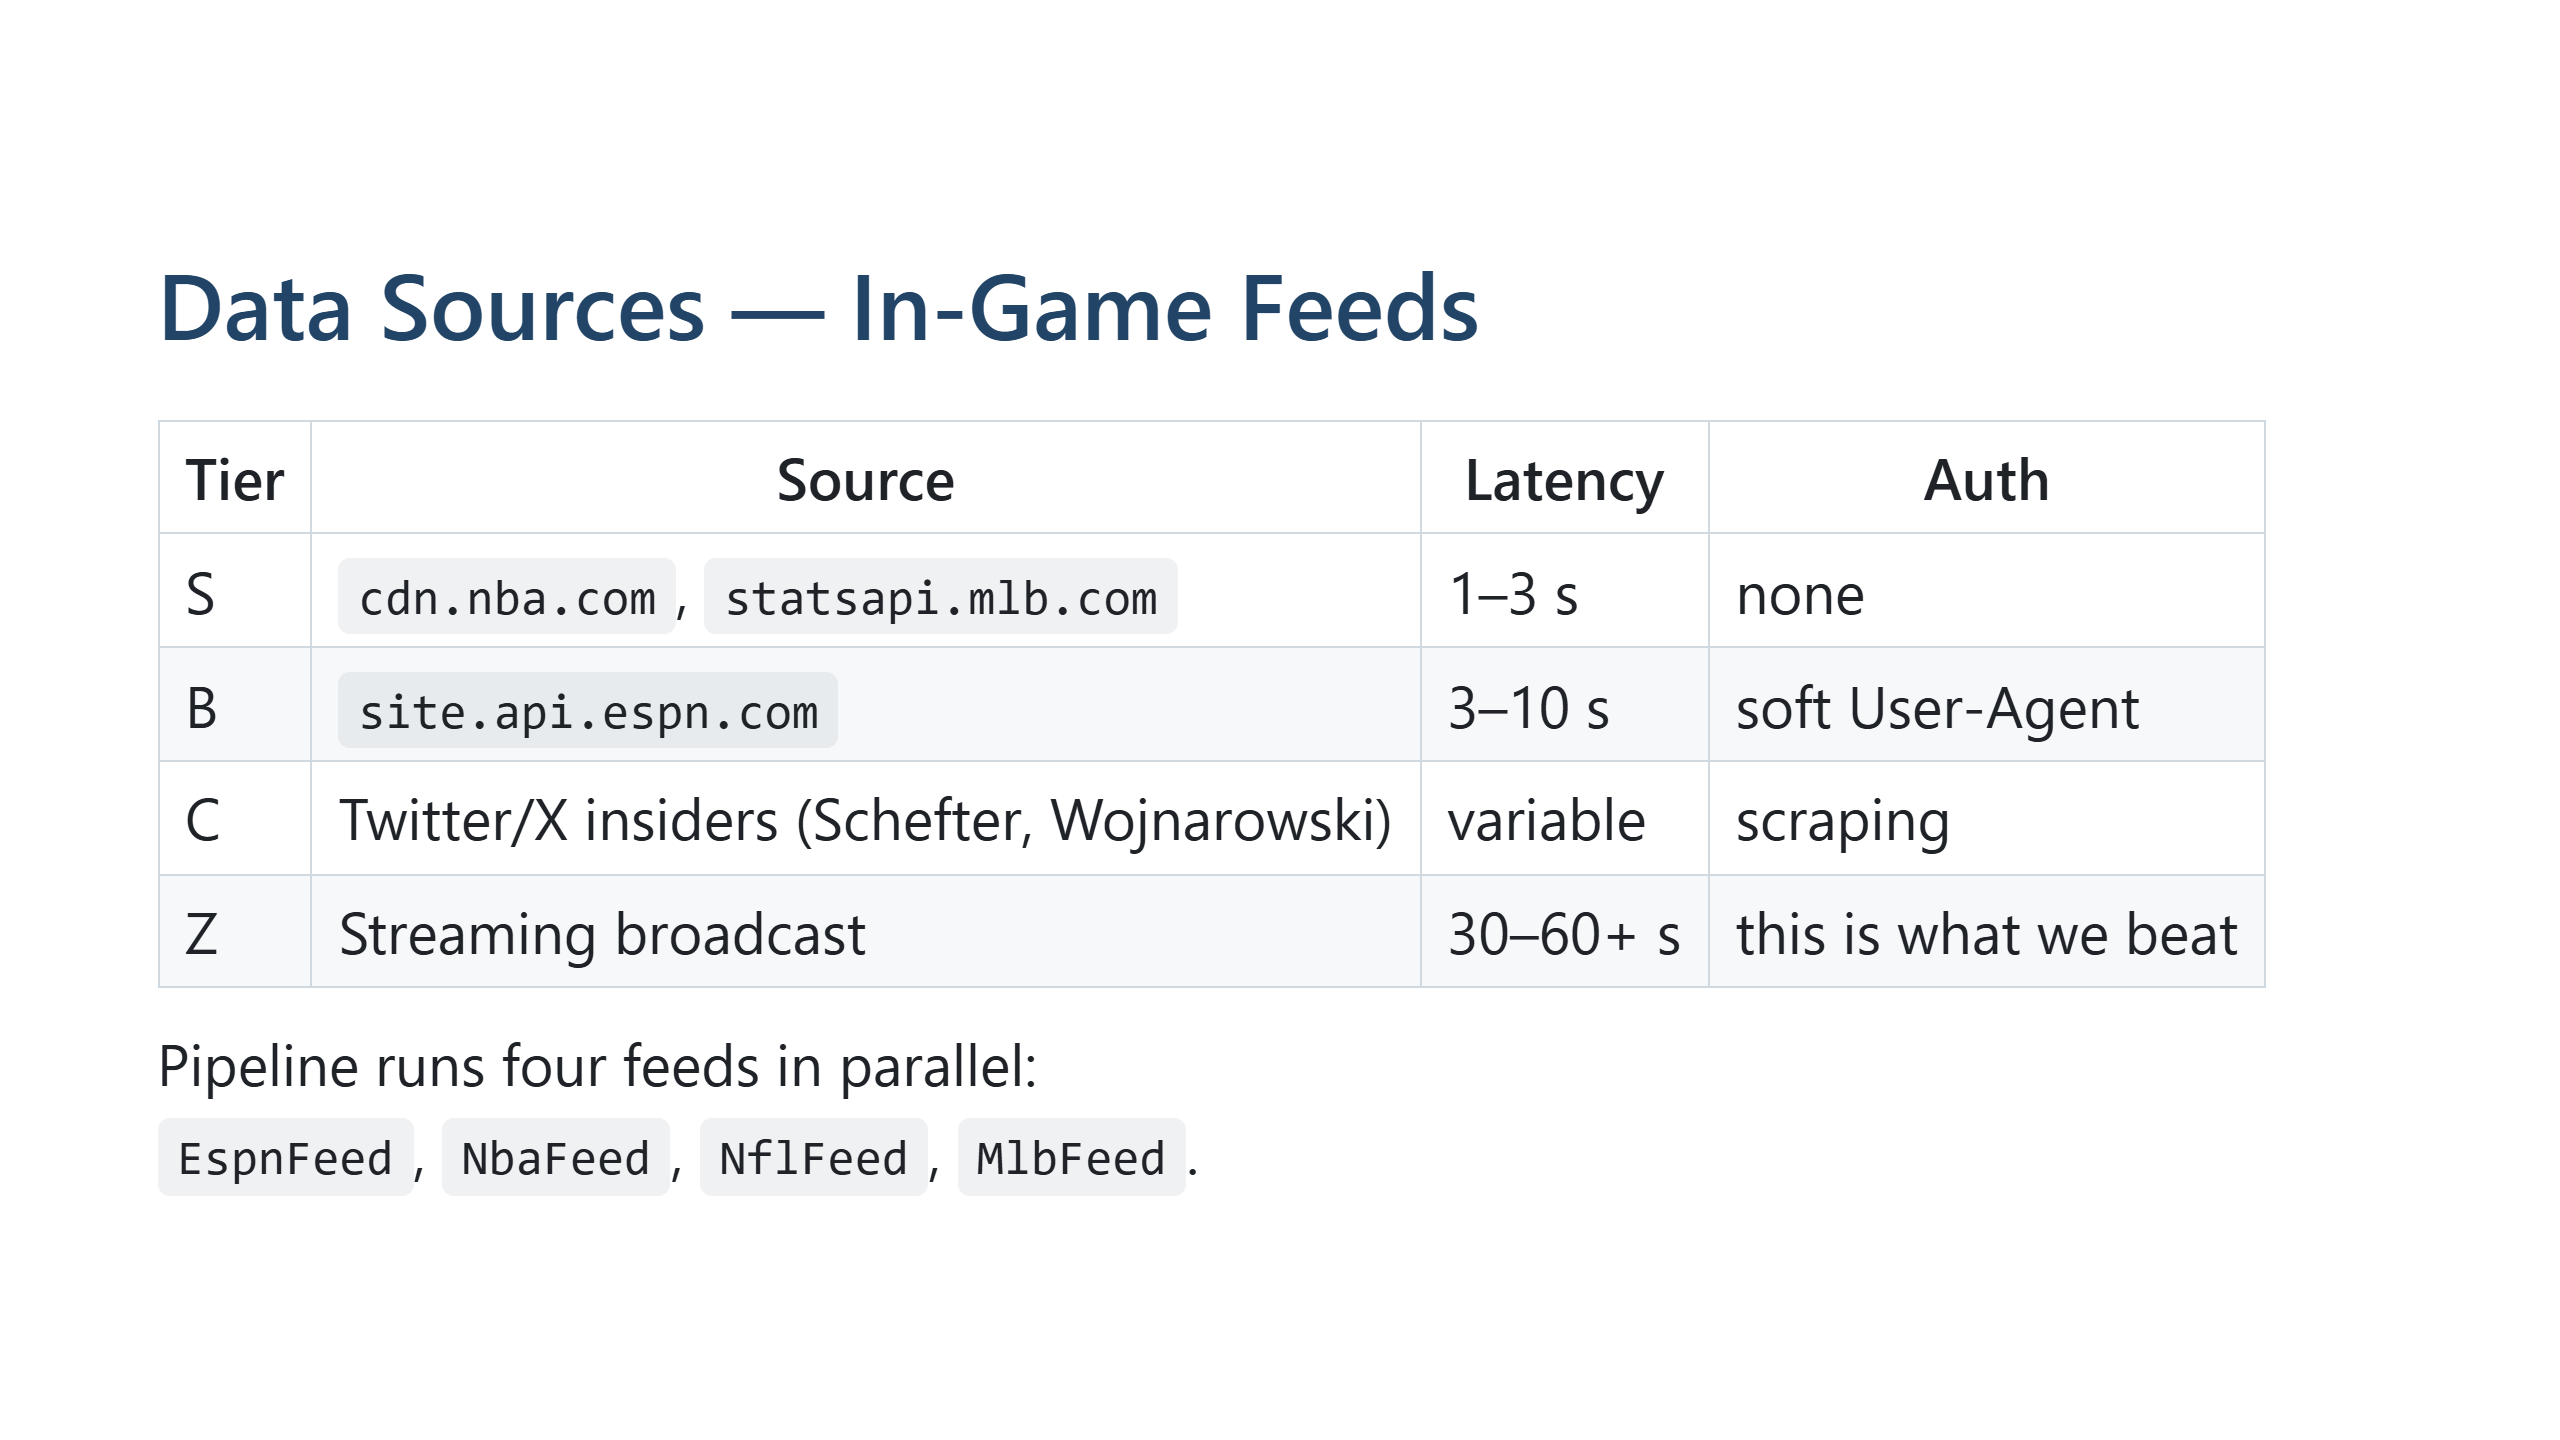 Data Sources — In-Game Feeds
Tier Source Latency Auth
S cdn.nba.com, statsapi.mlb.com 1–3 s none
B site.api.espn.com 3–10 s soft User-Agent
C Twitter/X insiders (Schefter, Wojnarowski) variable scraping
Z Streaming broadcast 30–60+ s this is what we beat
Pipeline runs four feeds in parallel:
EspnFeed, NbaFeed, NflFeed, MlbFeed.